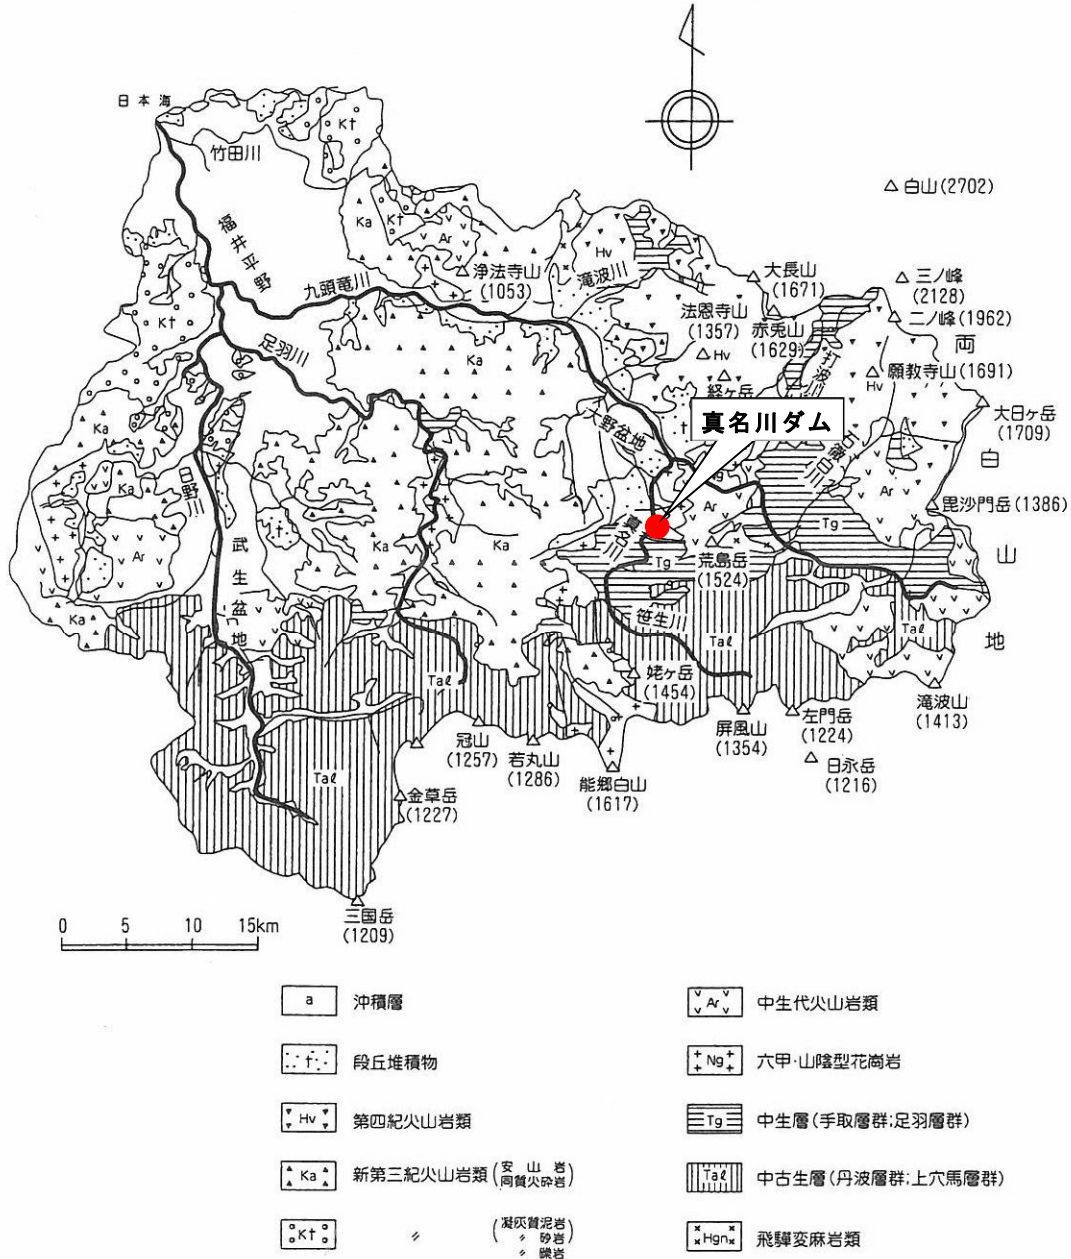 日本海
竹田川
Kt
白山(2702)
福井平野
Ka
Kt
Ar
Hv
滝波川
浄法寺山
(1053)
大長山
(1671)
三ノ峰
(2128)
九頭竜川
法恩寺山
(1357)
赤兎山
(1629)
二ノ峰(1962)
両
Kt
足羽川
Ka
Hv
Hv
願教寺山(1691)
経ヶ岳
大日ヶ岳
(1709)
真名川ダム
野盆地
t
白
Ka
Ka
日野川
Ar
毘沙門岳(1386)
Tg
武生盆地
t
Ar
Ka
Ka
Ar
真名川
Tg
荒島岳
(1524)
山
Ka
笹生川
Taℓ
Taℓ
地
Taℓ
姥ヶ岳
(1454)
滝波山
(1413)
冠山
(1257)
若丸山
(1286)
能郷白山
(1617)
屏風山
(1354)
左門岳
(1224)
日永岳
(1216)
Taℓ
金草岳
(1227)
三国岳
(1209)
0 5 10 15km
a 沖積層
t 段丘堆積物
Hv 第四紀火山岩類
Ka 新第三紀火山岩類(安山岩 同質火砕岩)
Kt 〃 (凝灰質泥岩 〃 砂岩 〃 礫岩)
Ar 中生代火山岩類
Ng 六甲・山陰型花崗岩
Tg 中生層(手取層群;足羽層群)
Taℓ 中古生層(丹波層群;上穴馬層群)
Hgn 飛騨変麻岩類